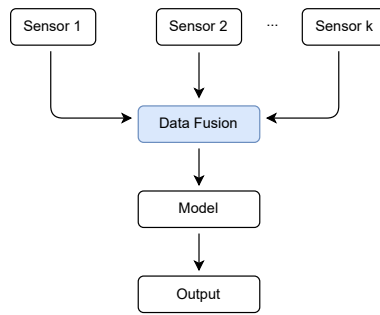 Sensor 1
Sensor 2
...
Sensor k
Data Fusion
Model
Output